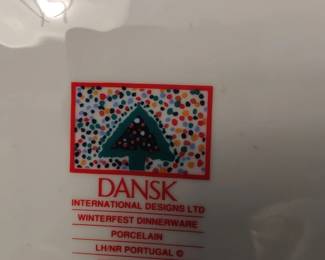 DANSK
INTERNATIONAL DESIGNS LTD
WINTERFEST DINNERWARE
PORCELAIN
LH/NR PORTUGAL ©